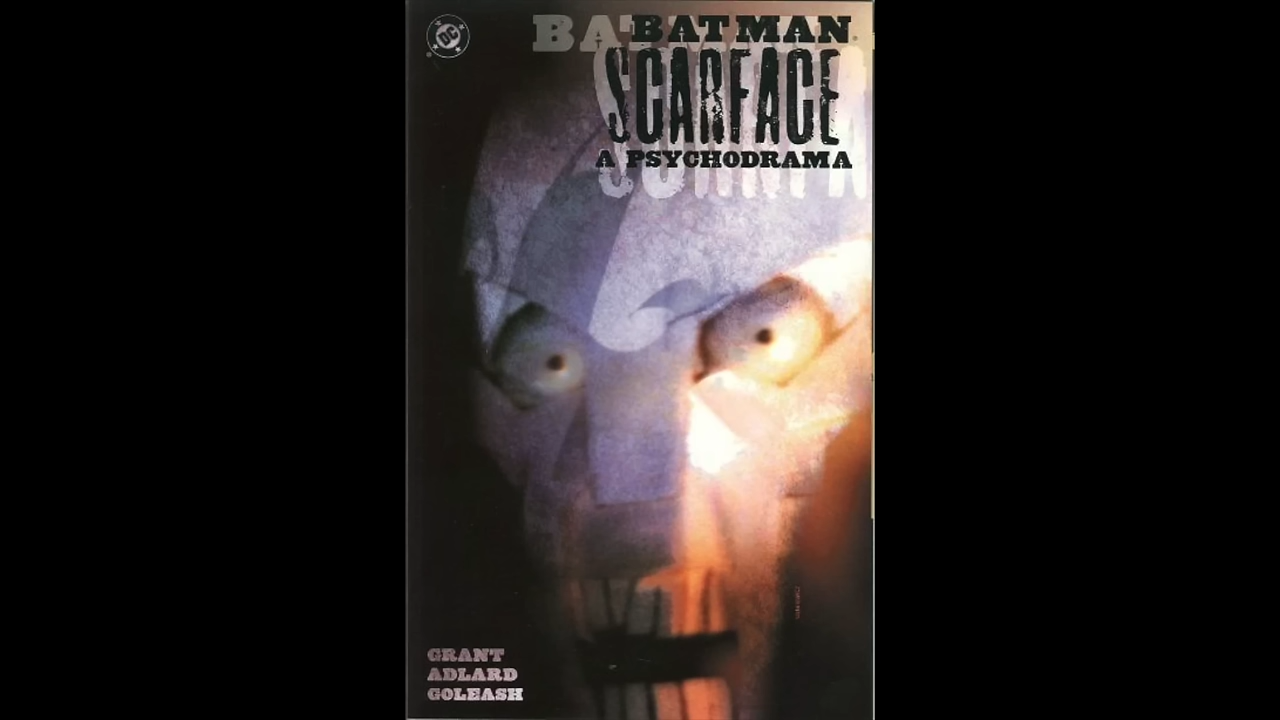 DC
BATMAN
SCARFACE
A PSYCHODRAMA
GRANT
ADLARD
GOLEASH